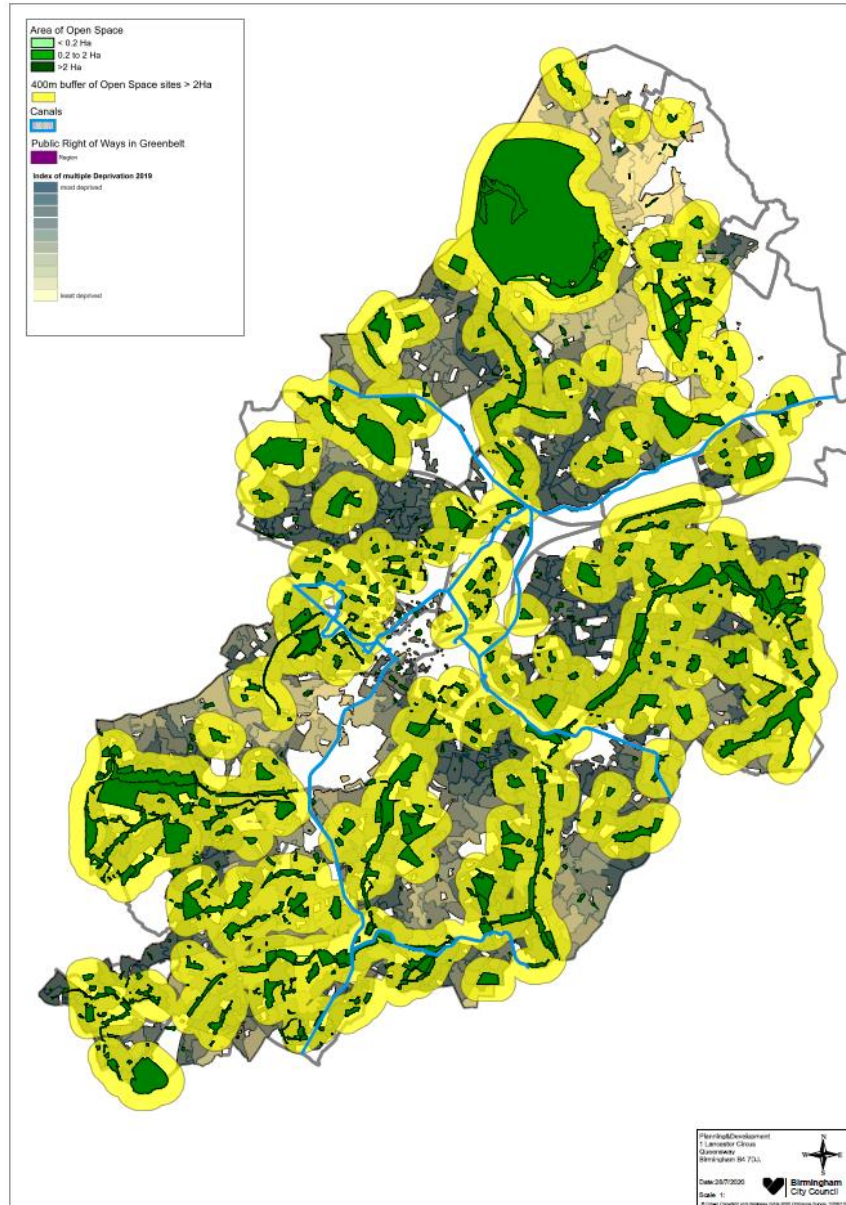 Area of Open Space
< 0.2 Ha
0.2 to 2 Ha
>2 Ha
400m buffer of Open Space sites > 2Ha
Canals
Public Right of Ways in Greenbelt
Region
Index of multiple Deprivation 2019
most deprived
least deprived
Planning&Development
1 Lancaster Circus
Queensway
Birmingham B4 7DJ.
N
W
E
S
Date:28/7/2020
Birmingham
City Council
Scale 1: